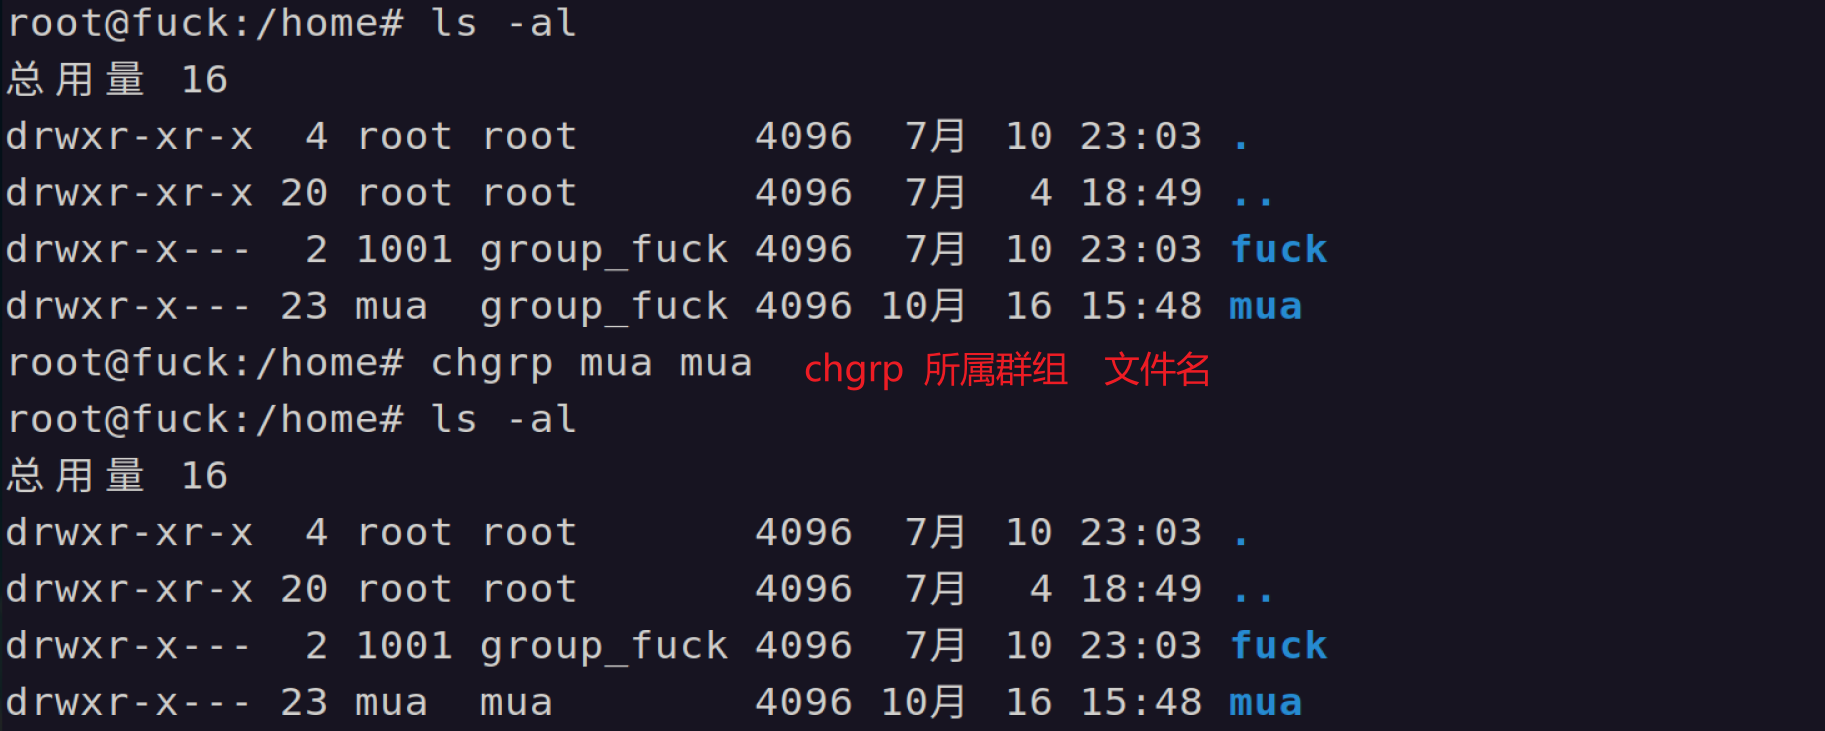 root@fuck:/home# ls -al
总用量 16
drwxr-xr-x  4 root root       4096  7月  10 23:03 .
drwxr-xr-x 20 root root       4096  7月   4 18:49 ..
drwxr-x---  2 1001 group_fuck 4096  7月  10 23:03 fuck
drwxr-x--- 23 mua  group_fuck 4096 10月  16 15:48 mua
root@fuck:/home# chgrp mua mua  chgrp 所属群组 文件名
root@fuck:/home# ls -al
总用量 16
drwxr-xr-x  4 root root       4096  7月  10 23:03 .
drwxr-xr-x 20 root root       4096  7月   4 18:49 ..
drwxr-x---  2 1001 group_fuck 4096  7月  10 23:03 fuck
drwxr-x--- 23 mua  mua        4096 10月  16 15:48 mua